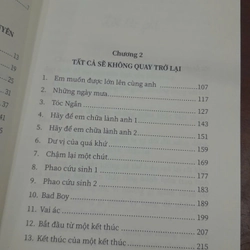 YỀN
Chương 2
TẤT CẢ SẼ KHÔNG QUAY TRỞ LẠI
1. Em muốn được lớn lên cùng anh 107
2. Những ngày mưa 117
3. Tóc Ngắn 127
4. Hãy để em chữa lành anh 1 143
5. Hãy để em chữa lành anh 2 151
6. Dư vị của quá khứ 159
7. Chậm lại một chút 167
8. Phao cứu sinh 1 177
9. Phao cứu sinh 2 183
10. Bad Boy 189
11. Vai ác 199
12. Bắt đầu từ một kết thúc 207
13. Kết thúc của một kết thúc 215